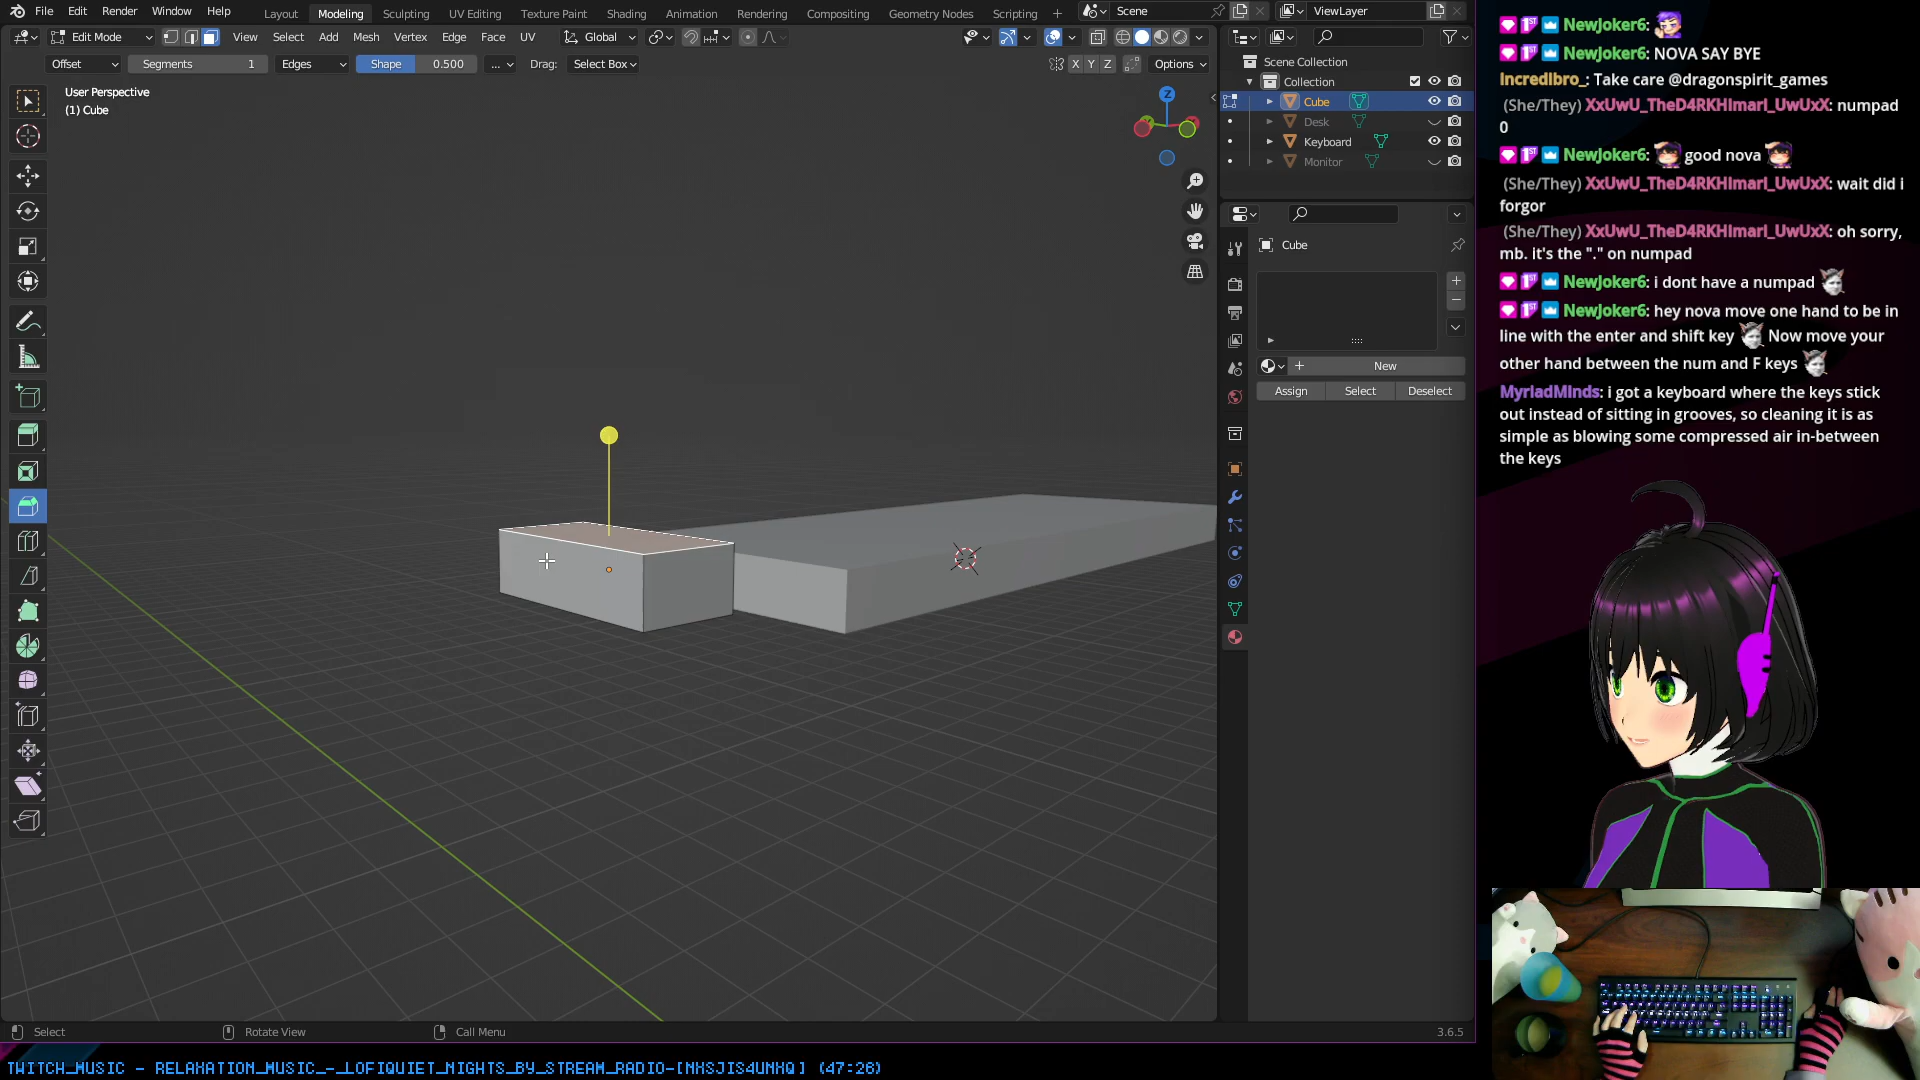 File Edit Render Window Help Layout Modeling Sculpting UV Editing Texture Paint Shading Animation Rendering Compositing Geometry Nodes Scripting + Scene ViewLayer
Edit Mode View Select Add Mesh Vertex Edge Face UV Global
Offset Segments 1 Edges Shape 0.500 ... Drag: Select Box X Y Z Options
User Perspective
(1) Cube
Z
Scene Collection
Collection
Cube
Desk
Keyboard
Monitor
Cube
New
Assign Select Deselect
Select Rotate View Call Menu 3.6.5
NewJoker6:
NewJoker6: NOVA SAY BYE
IncredIbro_: Take care @dragonspirit_games
(She/They) XxUwU_TheD4RKHImarI_UwUxX: numpad
0
NewJoker6: good nova
(She/They) XxUwU_TheD4RKHImarI_UwUxX: wait did i
forgor
(She/They) XxUwU_TheD4RKHImarI_UwUxX: oh sorry,
mb. it's the "." on numpad
NewJoker6: i dont have a numpad
NewJoker6: hey nova move one hand to be in
line with the enter and shift key Now move your
other hand between the num and F keys
MyrIadMInds: i got a keyboard where the keys stick
out instead of sitting in grooves, so cleaning it is as
simple as blowing some compressed air in-between
the keys
TWITCH_MUSIC - RELAXATION_MUSIC_-_LOFIQUIET_NIGHTS_BY_STREAM_RADIO-[NXSJIS4UNXQ] (47:26)